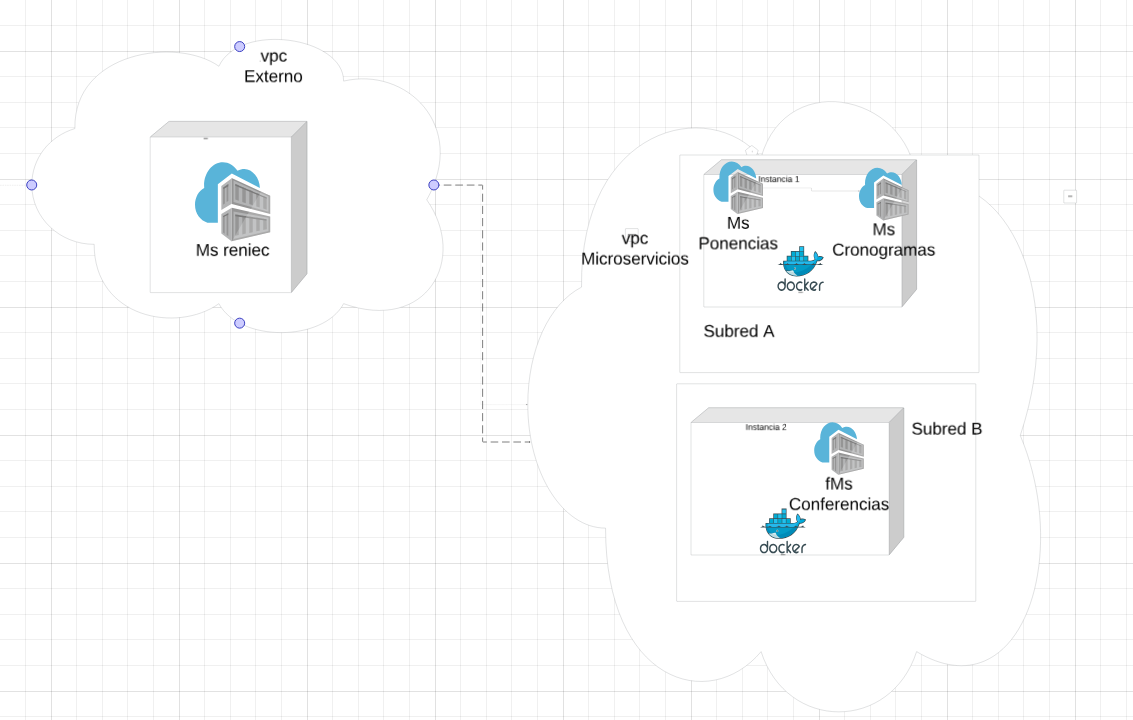 vpc
Externo
Ms reniec
vpc
Microservicios
Instancia 1
Ms
Ponencias
Ms
Cronogramas
docker
Subred A
Instancia 2
Subred B
fMs
Conferencias
docker